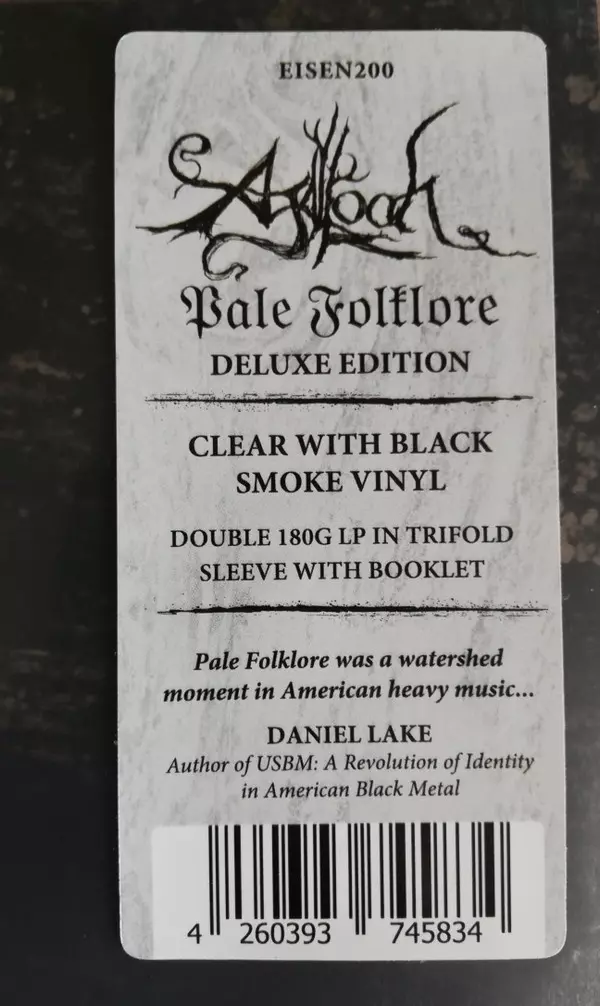 EISEN200
Agalloch
Pale Folklore
DELUXE EDITION
CLEAR WITH BLACK
SMOKE VINYL
DOUBLE 180G LP IN TRIFOLD
SLEEVE WITH BOOKLET
Pale Folklore was a watershed
moment in American heavy music...
DANIEL LAKE
Author of USBM: A Revolution of Identity
in American Black Metal
4 260393 745834